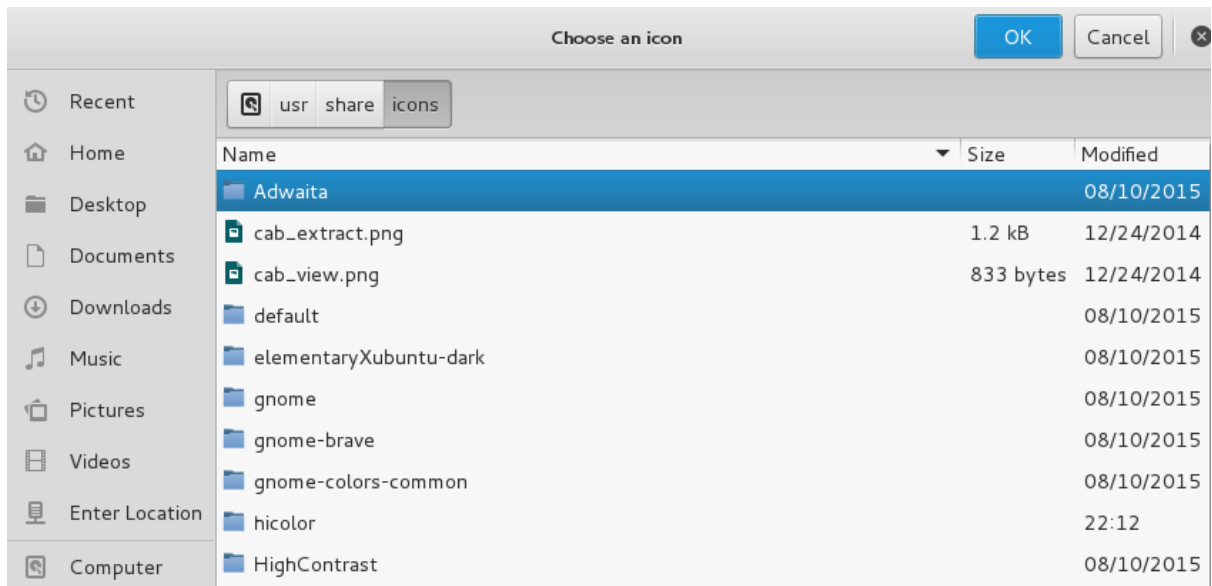 Choose an icon OK Cancel
Recent
Home
Desktop
Documents
Downloads
Music
Pictures
Videos
Enter Location
Computer
usr share icons
Name Size Modified
Adwaita 08/10/2015
cab_extract.png 1.2 kB 12/24/2014
cab_view.png 833 bytes 12/24/2014
default 08/10/2015
elementaryXubuntu-dark 08/10/2015
gnome 08/10/2015
gnome-brave 08/10/2015
gnome-colors-common 08/10/2015
hicolor 22:12
HighContrast 08/10/2015